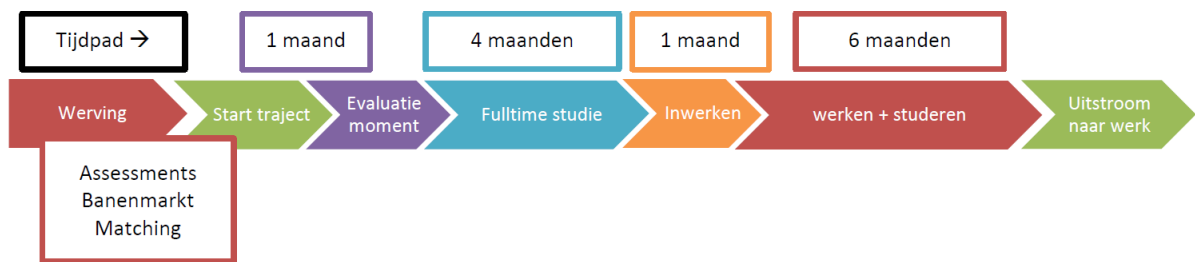 Tijdpad →
1 maand
4 maanden
1 maand
6 maanden
Werving
Start traject
Evaluatie
moment
Fulltime studie
Inwerken
werken + studeren
Uitstroom
naar werk
Assessments
Banenmarkt
Matching